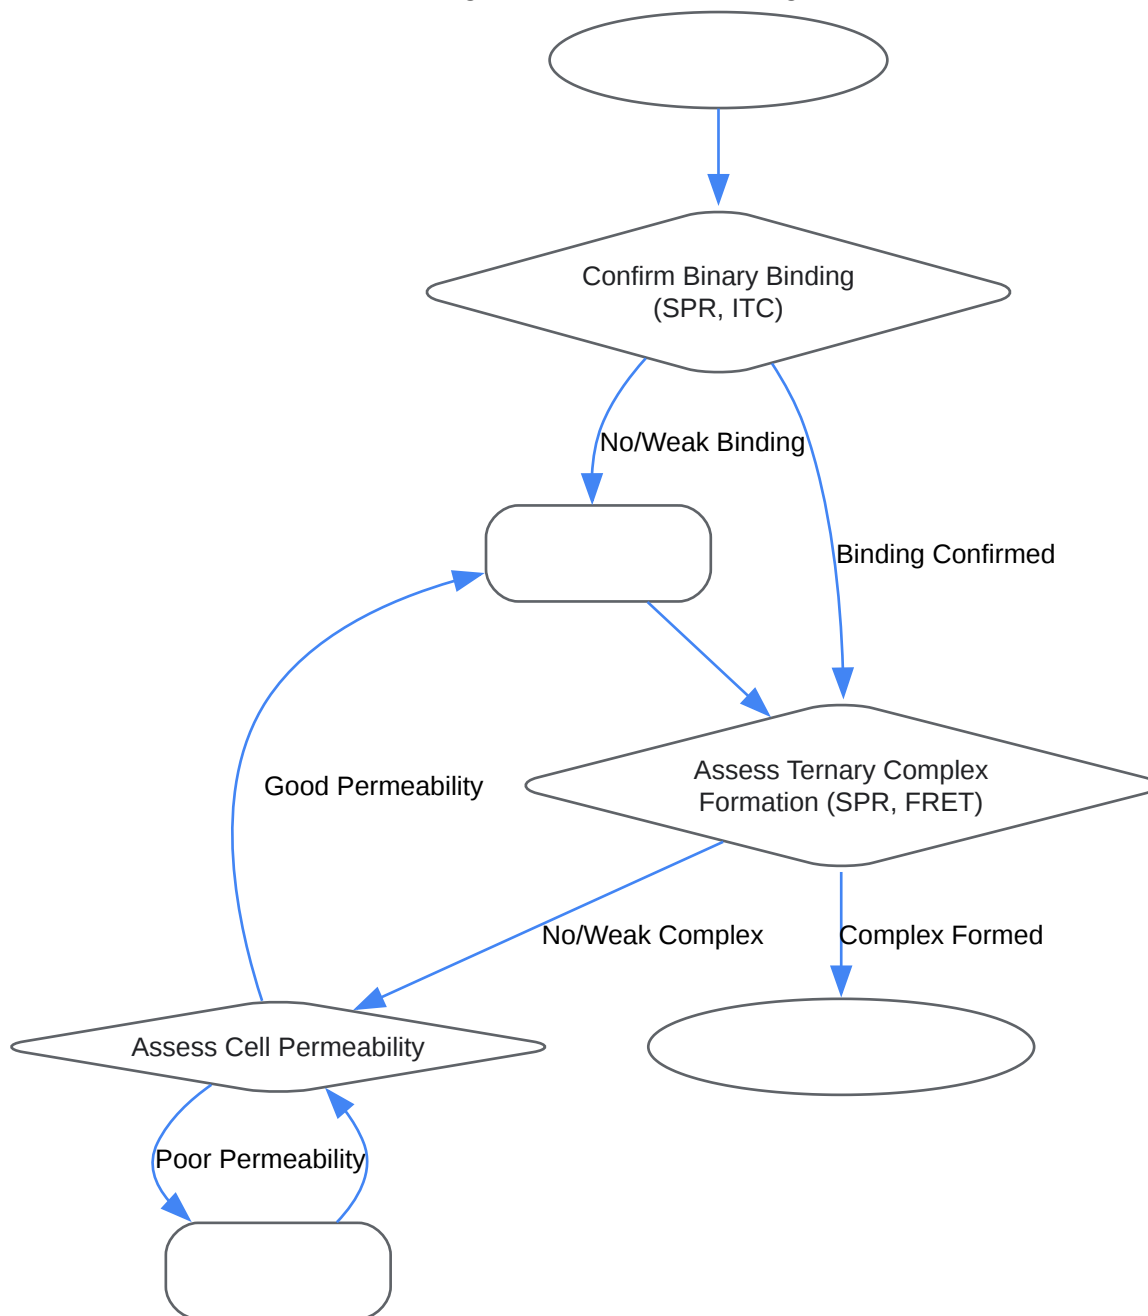 Confirm Binary Binding
(SPR, ITC)
No/Weak Binding
Binding Confirmed
Good Permeability
Assess Ternary Complex
Formation (SPR, FRET)
No/Weak Complex
Complex Formed
Assess Cell Permeability
Poor Permeability